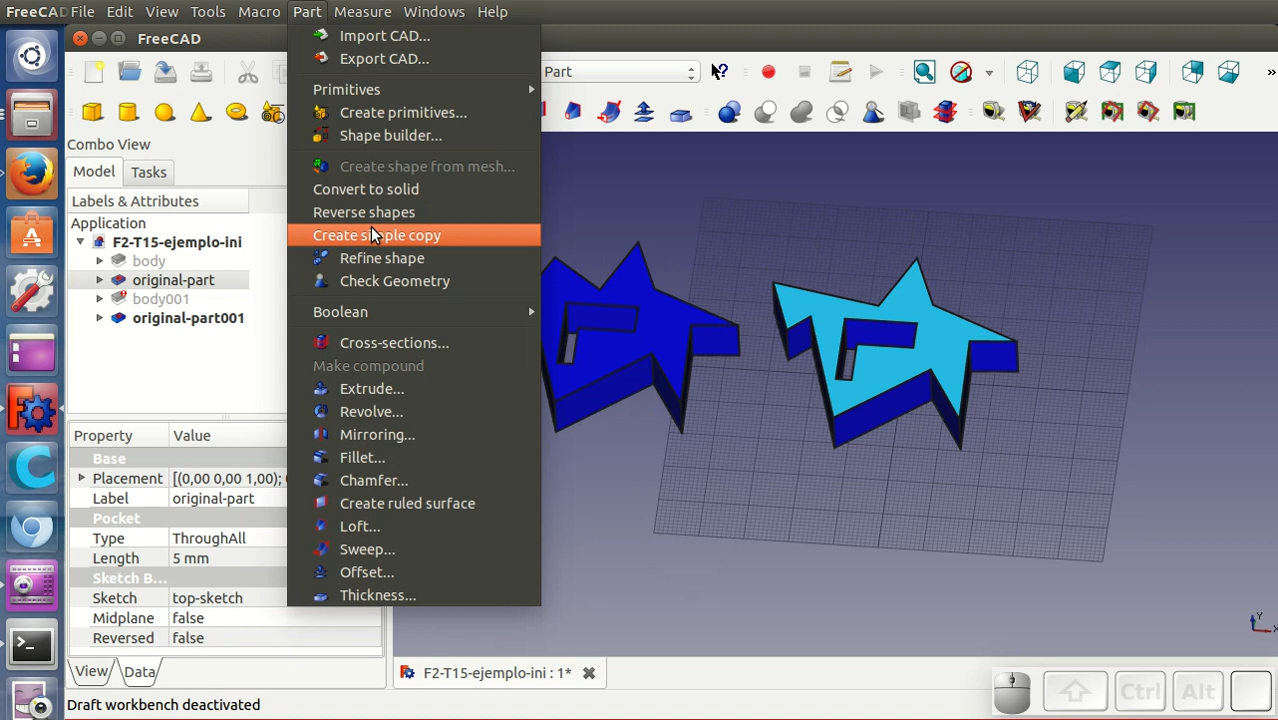 FreeCAD File Edit View Tools Macro Part Measure Windows Help
FreeCAD
Import CAD...
Export CAD...
Part
»
Primitives
Create primitives...
Shape builder...
Combo View
Model Tasks
Create shape from mesh...
Convert to solid
Labels & Attributes
Reverse shapes
Application
Create simple copy
F2-T15-ejemplo-ini
body
Refine shape
original-part
Check Geometry
body001
original-part001
Boolean
Cross-sections...
Make compound
Extrude...
Revolve...
Mirroring...
Fillet...
Chamfer...
Create ruled surface
Loft...
Sweep...
Offset...
Thickness...
Property Value
Base
Placement [(0,00 0,00 1,00);
Label original-part
Pocket
Type ThroughAll
Length 5 mm
Sketch B...
Sketch top-sketch
Midplane false
Reversed false
View Data
F2-T15-ejemplo-ini : 1*
Draft workbench deactivated
Ctrl Alt
Y
X